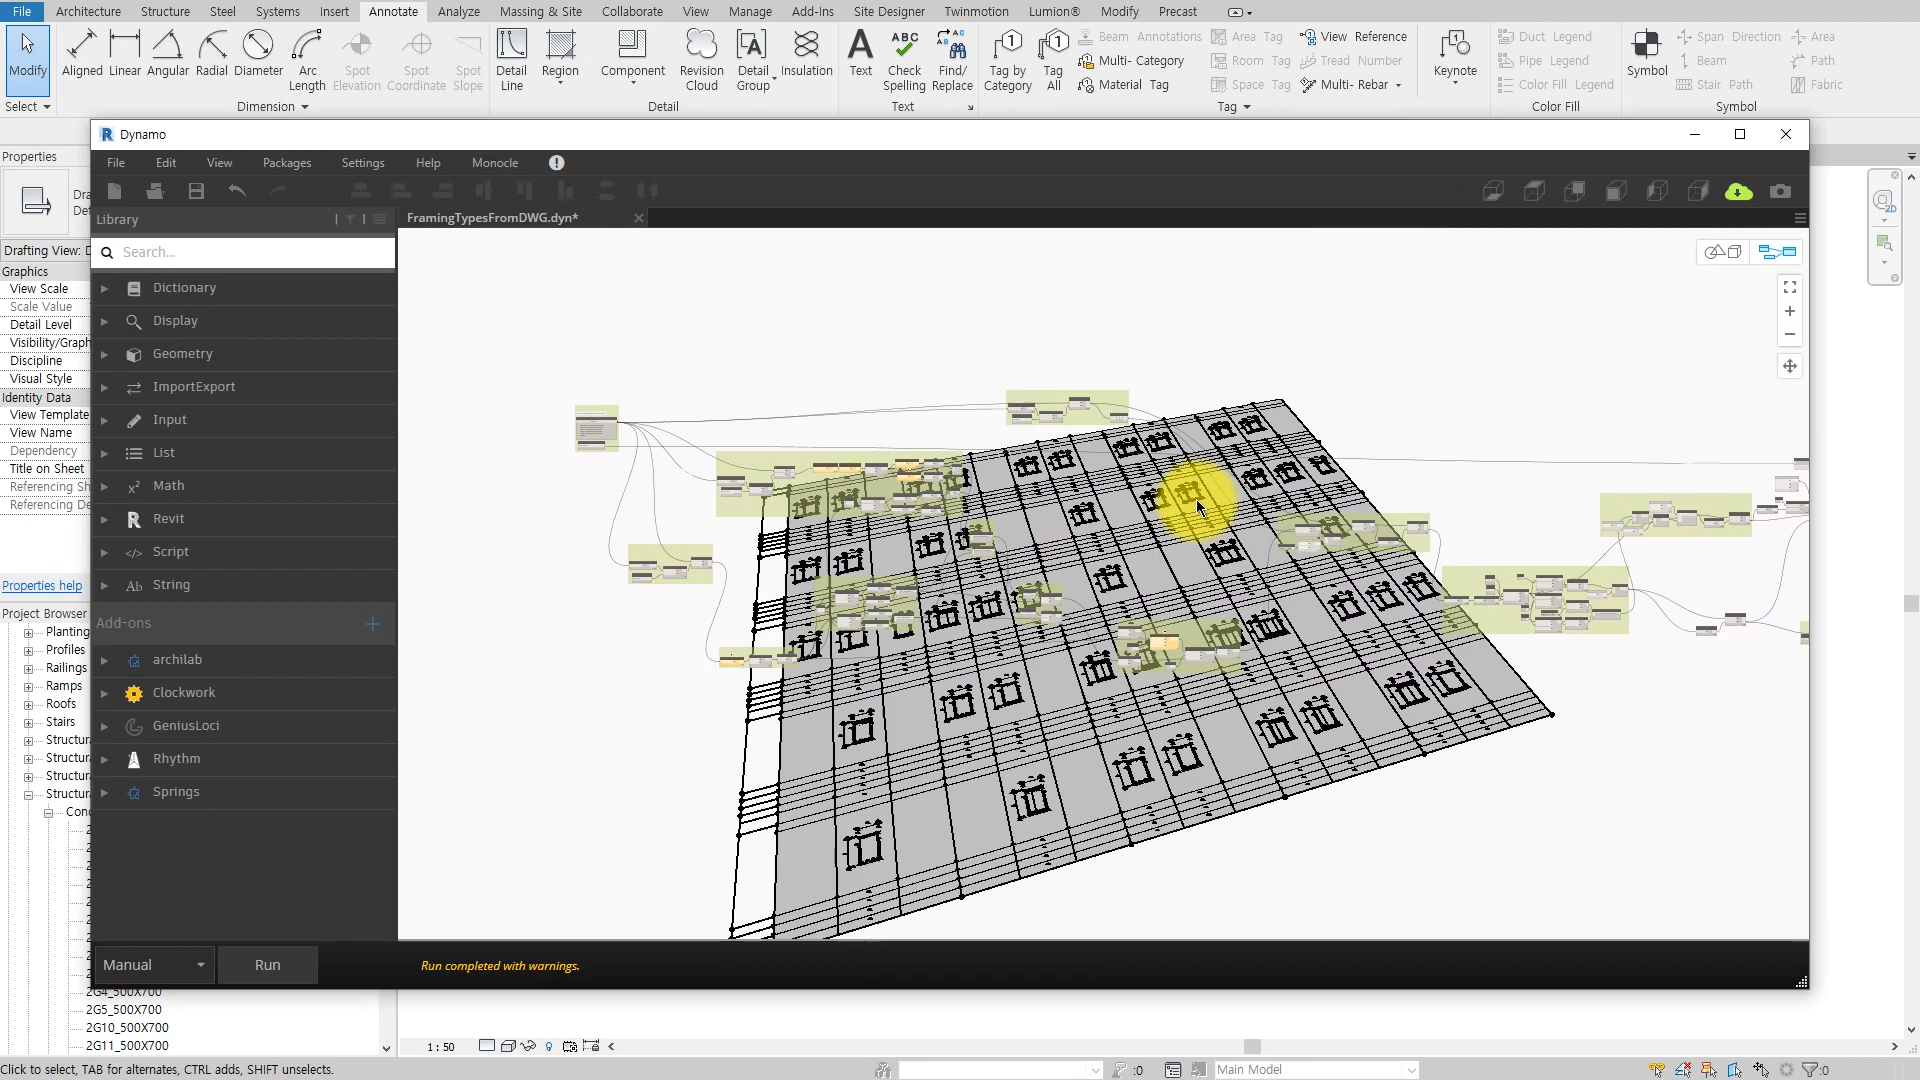 File Architecture Structure Steel Systems Insert Annotate Analyze Massing & Site Collaborate View Manage Add-Ins Site Designer Twinmotion Lumion® Modify Precast
Modify Aligned Linear Angular Radial Diameter Arc Length Spot Elevation Spot Coordinate Spot Slope Detail Line Region Component Revision Cloud Detail Group Insulation Text Check Spelling Find/ Replace Tag by Category Tag All
ABC
Beam Annotations Area Tag View Reference
Multi- Category Room Tag Tread Number
Material Tag Space Tag Multi- Rebar
Keynote
Duct Legend
Pipe Legend
Color Fill Legend
Symbol
Span Direction Area
Beam Path
Stair Path Fabric
Select Dimension Detail Text Tag Color Fill Symbol
Properties
Drafting View: D
Graphics
View Scale
Scale Value
Detail Level
Visibility/Graph
Discipline
Visual Style
Identity Data
View Template
View Name
Dependency
Title on Sheet
Referencing Sh
Referencing De
Properties help
Project Browser
Planting
Profiles
Railings
Ramps
Roofs
Stairs
Structura
Structura
Structura
Structura
Conc
2G4_500X700
2G5_500X700
2G10_500X700
2G11_500X700
Dynamo
File Edit View Packages Settings Help Monocle
Library
FramingTypesFromDWG.dyn*
Search...
Dictionary
Display
Geometry
ImportExport
Input
List
Math
Revit
Script
String
Add-ons
archilab
Clockwork
GeniusLoci
Rhythm
Springs
Manual Run Run completed with warnings.
1 : 50
Click to select, TAB for alternates, CTRL adds, SHIFT unselects. :0 Main Model :0